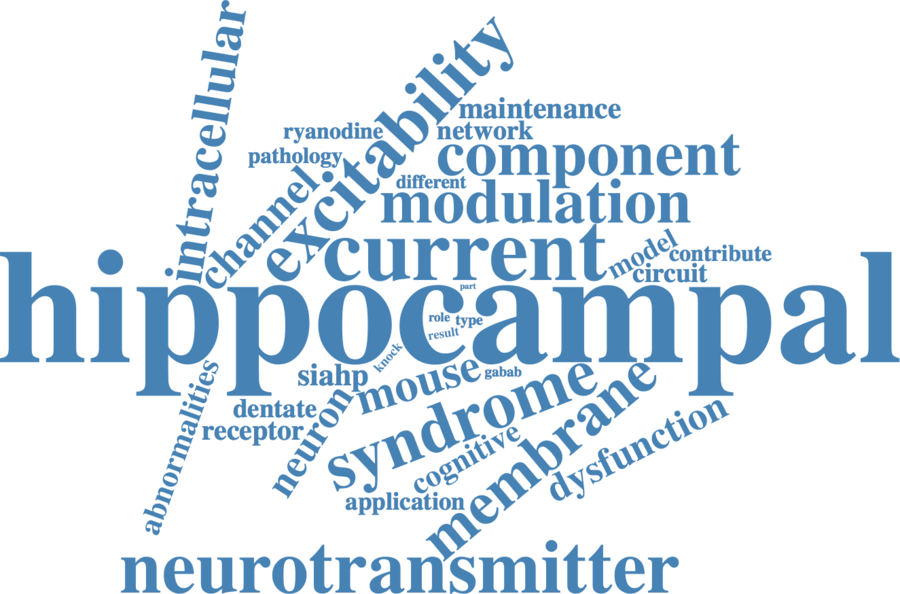 intracellular
excitability
maintenance
ryanodine
network
pathology
component
different
channel
modulation
current
model
contribute
circuit
hippocampal
part
role
type
result
knock
siahp
mouse
gabab
syndrome
membrane
abnormalities
dentate
neuron
receptor
cognitive
dysfunction
application
neurotransmitter